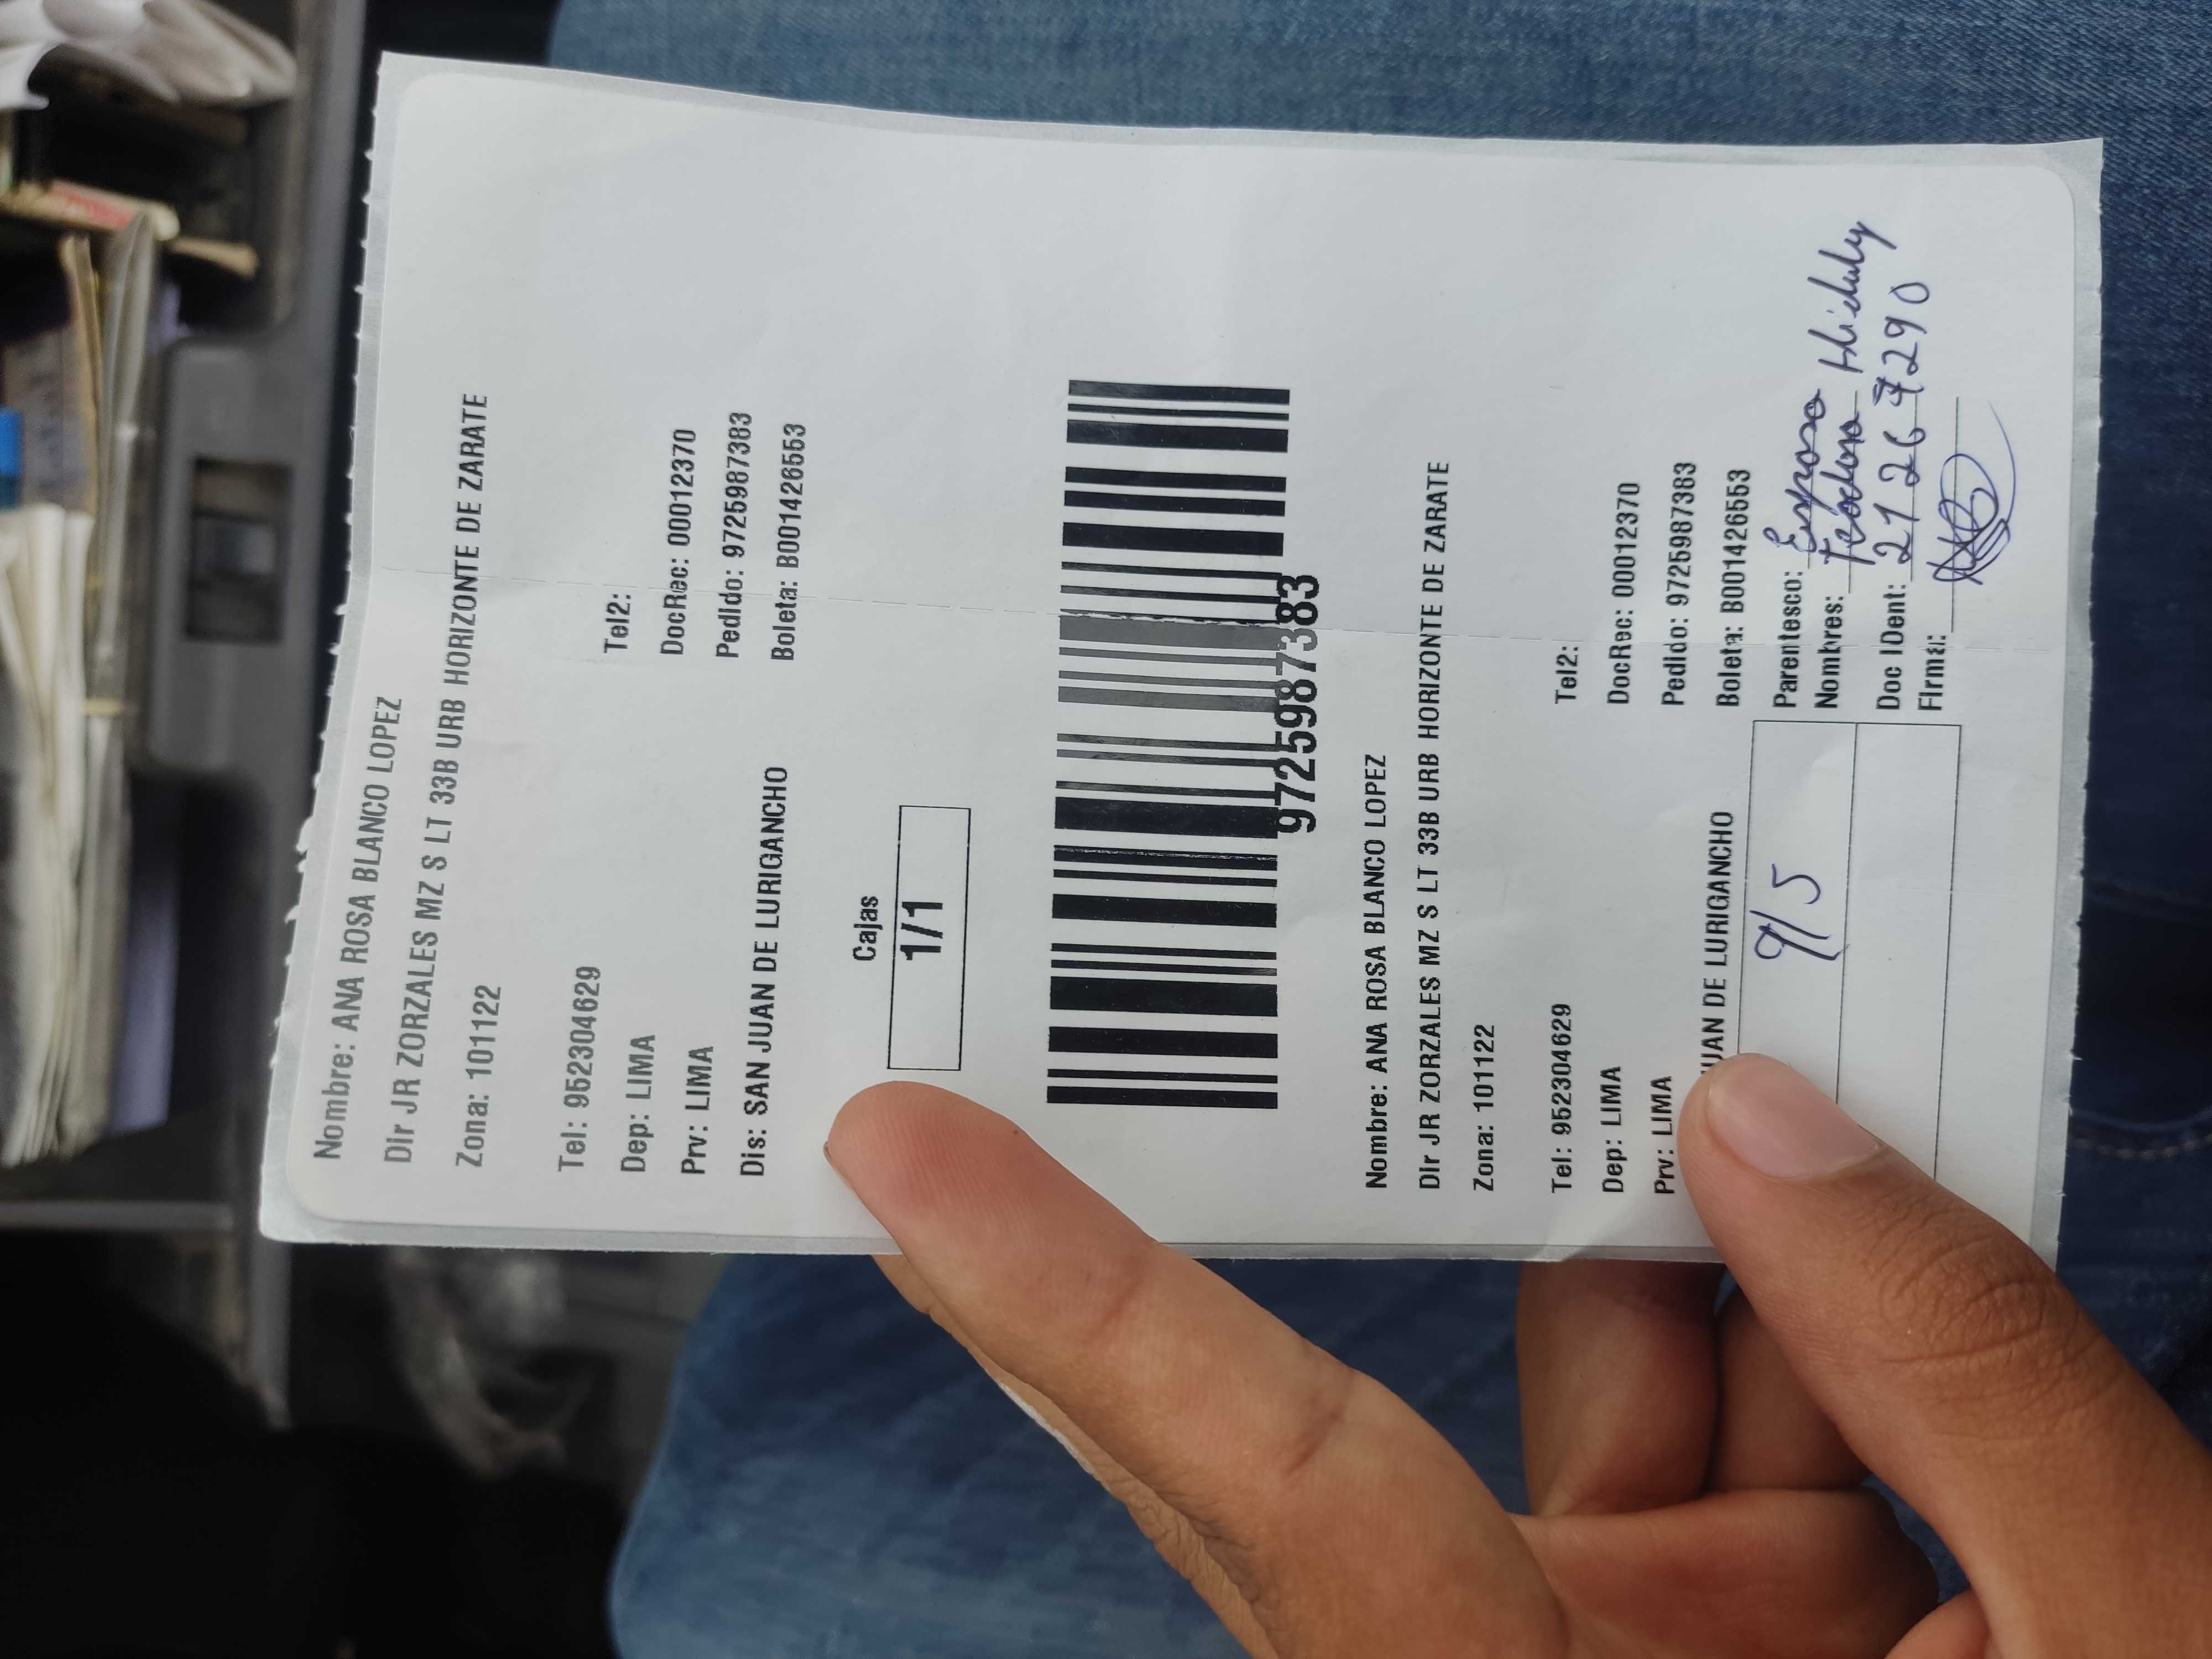 Nombre: ANA ROSA BLANCO LOPEZ
Dir JR ZORZALES MZ S LT 33B URB HORIZONTE DE ZARATE
Zona: 101122
Tel: 952304629 Tel2:
Dep: LIMA DocRec: 00012370
Prv: LIMA Pedido: 9725987383
Dis: SAN JUAN DE LURIGANCHO Boleta: B001426553
Cajas
1/1
9725987383
Nombre: ANA ROSA BLANCO LOPEZ
Dir JR ZORZALES MZ S LT 33B URB HORIZONTE DE ZARATE
Zona: 101122
Tel: 952304629 Tel2:
Dep: LIMA DocRec: 00012370
Prv: LIMA Pedido: 9725987383
UAN DE LURIGANCHO Boleta: B001426553
9/5
Parentesco: Esposo
Nombres:
Doc IDent: 21267290
Firma: